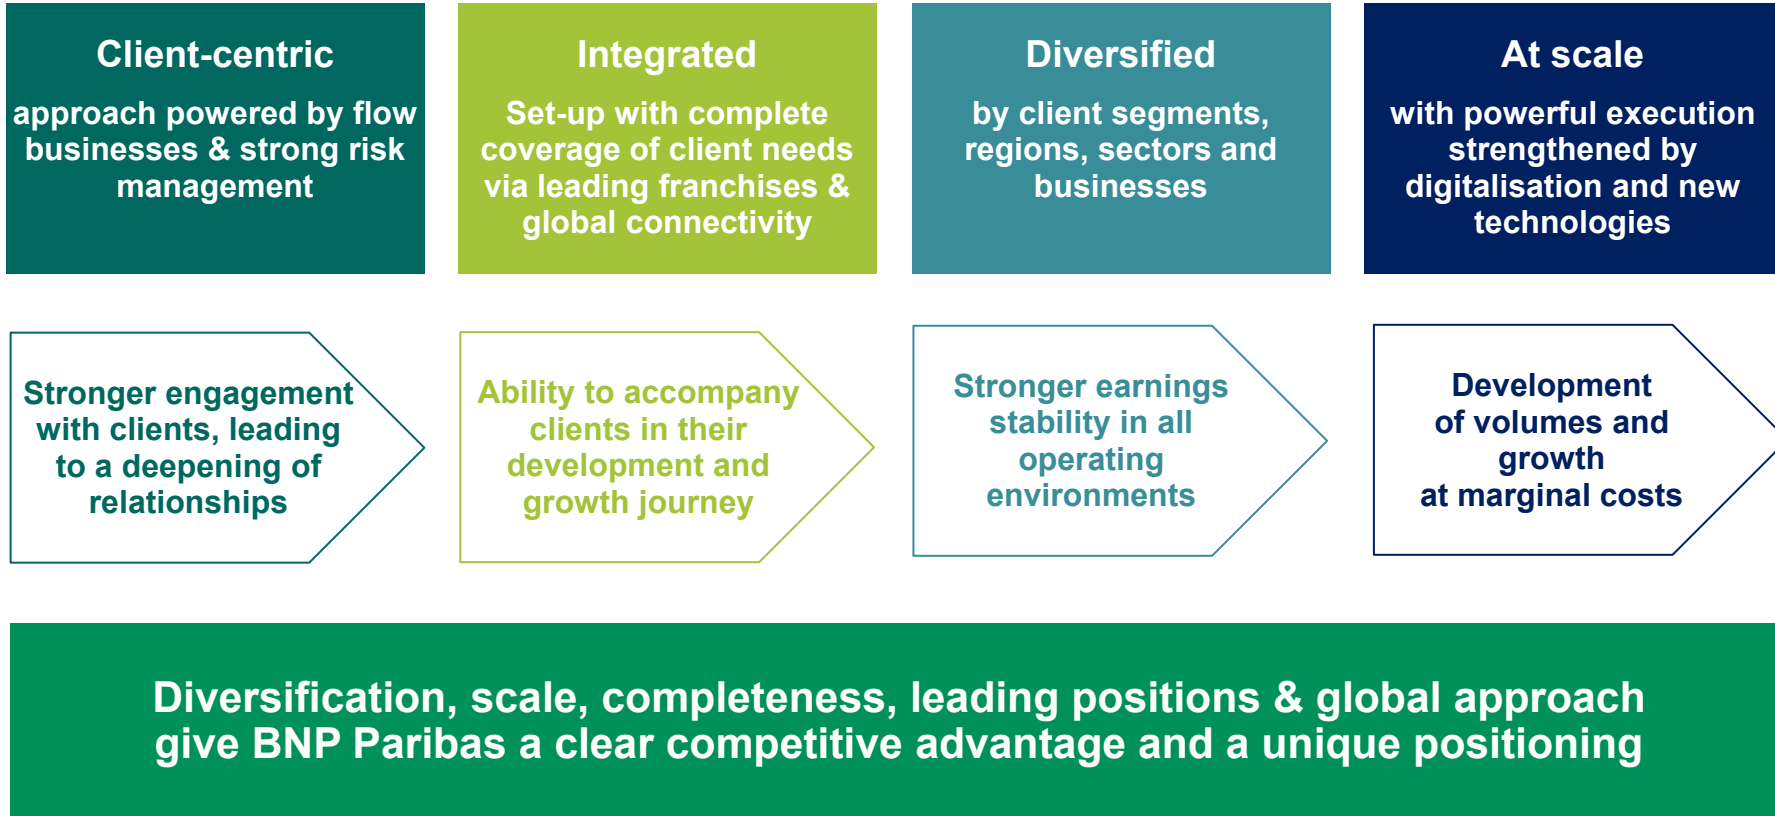 Client-centric
approach powered by flow
businesses & strong risk
management
Integrated
Set-up with complete
coverage of client needs
via leading franchises &
global connectivity
Diversified
by client segments,
regions, sectors and
businesses
At scale
with powerful execution
strengthened by
digitalisation and new
technologies
Stronger engagement
with clients, leading
to a deepening of
relationships
Ability to accompany
clients in their
development and
growth journey
Stronger earnings
stability in all
operating
environments
Development
of volumes and
growth
at marginal costs
Diversification, scale, completeness, leading positions & global approach
give BNP Paribas a clear competitive advantage and a unique positioning